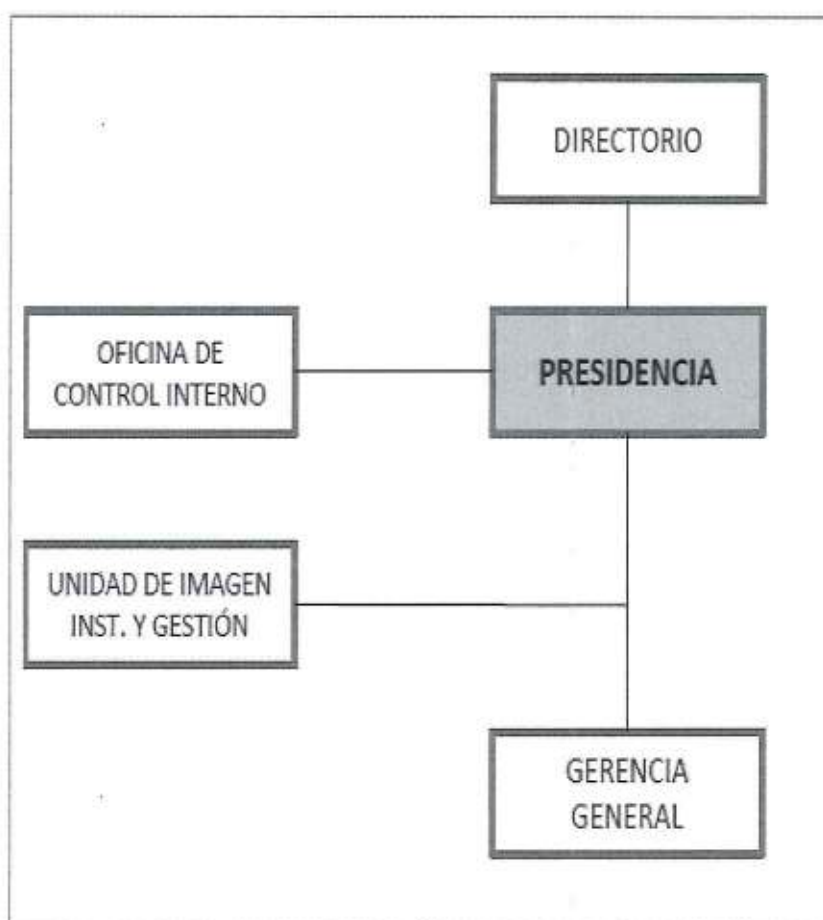 DIRECTORIO
OFICINA DE
CONTROL INTERNO
PRESIDENCIA
UNIDAD DE IMAGEN
INST. Y GESTIÓN
GERENCIA
GENERAL